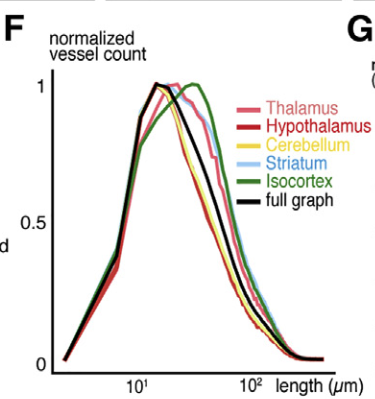 F
G
normalized
vessel count
1
0.5
0
d
Thalamus
Hypothalamus
Cerebellum
Striatum
Isocortex
full graph
10¹ 10² length (μm)
(